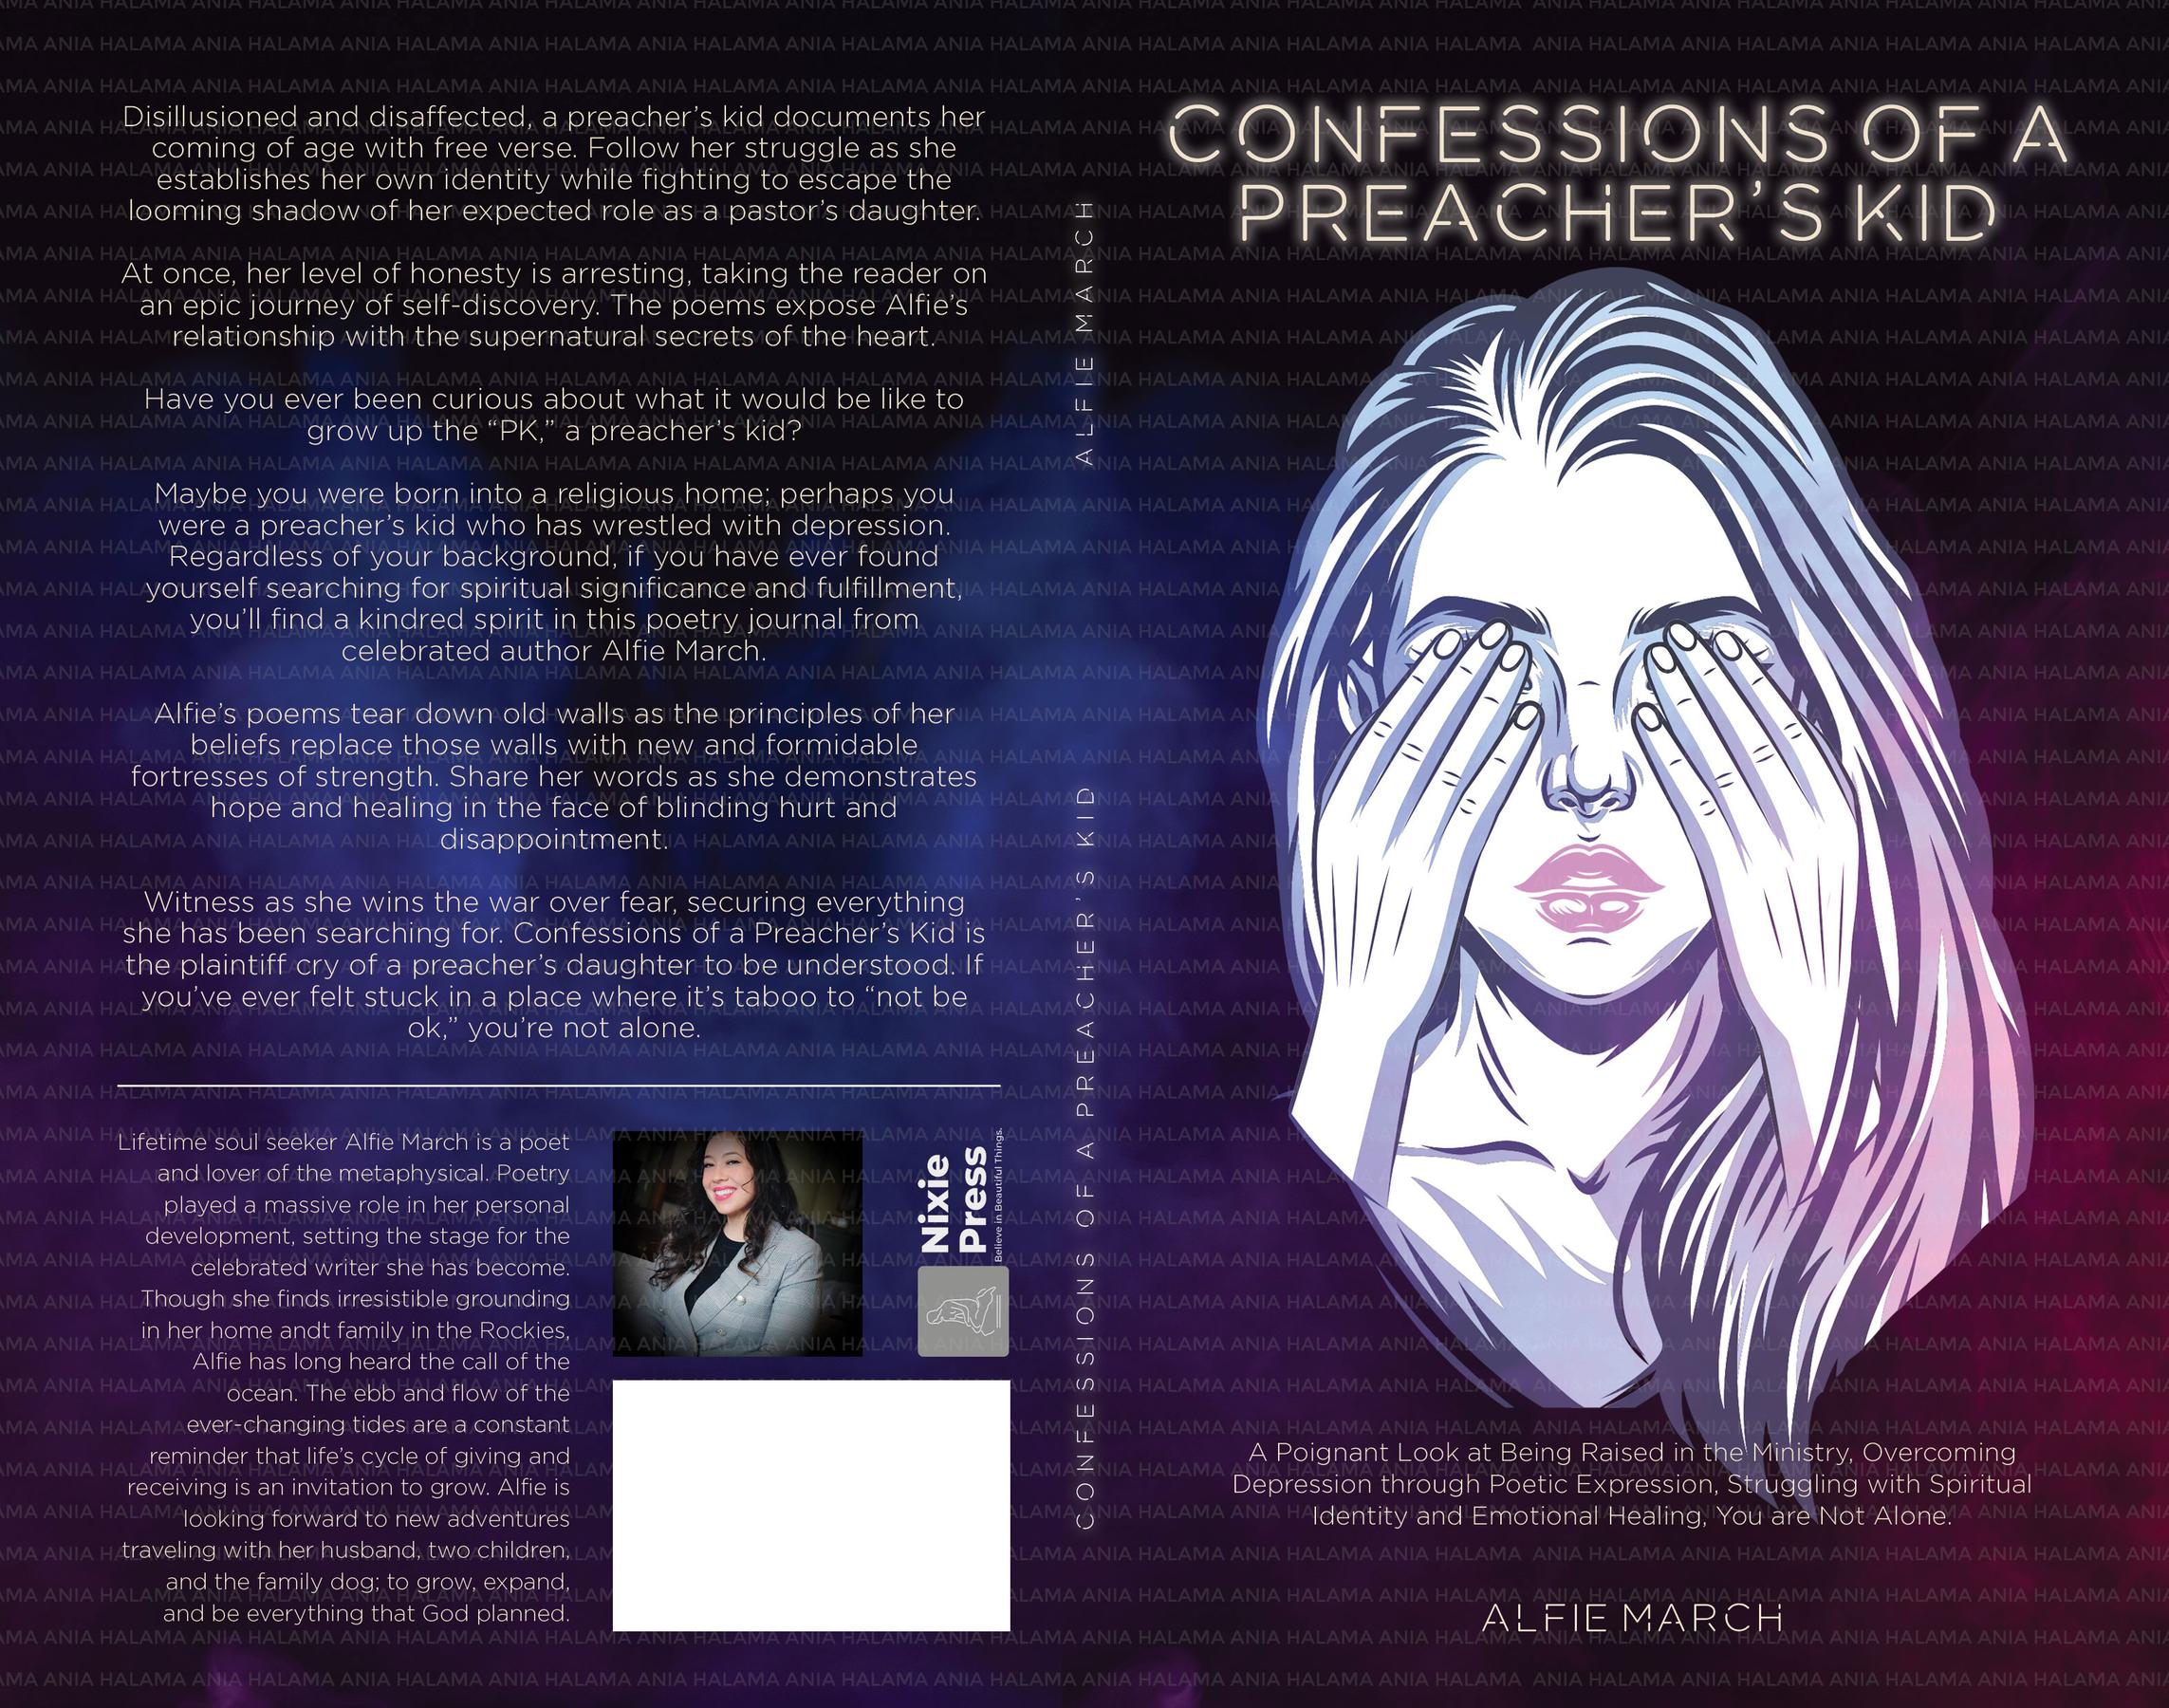 Disillusioned and disaffected, a preacher's kid documents her
coming of age with free verse. Follow her struggle as she
establishes her own identity while fighting to escape the
looming shadow of her expected role as a pastor's daughter.
At once, her level of honesty is arresting, taking the reader on
an epic journey of self-discovery. The poems expose Alfie's
relationship with the supernatural secrets of the heart.
Have you ever been curious about what it would be like to
grow up the “PK,” a preacher's kid?
Maybe you were born into a religious home; perhaps you
were a preacher's kid who has wrestled with depression.
Regardless of your background, if you have ever found
yourself searching for spiritual significance and fulfillment,
you'll find a kindred spirit in this poetry journal from
celebrated author Alfie March.
Alfie's poems tear down old walls as the principles of her
beliefs replace those walls with new and formidable
fortresses of strength. Share her words as she demonstrates
hope and healing in the face of blinding hurt and
disappointment.
Witness as she wins the war over fear, securing everything
she has been searching for. Confessions of a Preacher's Kid is
the plaintiff cry of a preacher's daughter to be understood. If
you've ever felt stuck in a place where it's taboo to “not be
ok,” you're not alone.
Lifetime soul seeker Alfie March is a poet
and lover of the metaphysical. Poetry
played a massive role in her personal
development, setting the stage for the
celebrated writer she has become.
Though she finds irresistible grounding
in her home andt family in the Rockies,
Alfie has long heard the call of the
ocean. The ebb and flow of the
ever-changing tides are a constant
reminder that life's cycle of giving and
receiving is an invitation to grow. Alfie is
looking forward to new adventures
traveling with her husband, two children,
and the family dog; to grow, expand,
and be everything that God planned.
Nixie
Press
Believe in Beautiful Things.
ALFIE MARCH
CONFESSIONS OF A PREACHER'S KID
CONFESSIONS OF A
PREACHER'S KID
A Poignant Look at Being Raised in the Ministry, Overcoming
Depression through Poetic Expression, Struggling with Spiritual
Identity and Emotional Healing, You are Not Alone.
ALFIE MARCH
ANIA HALAMA